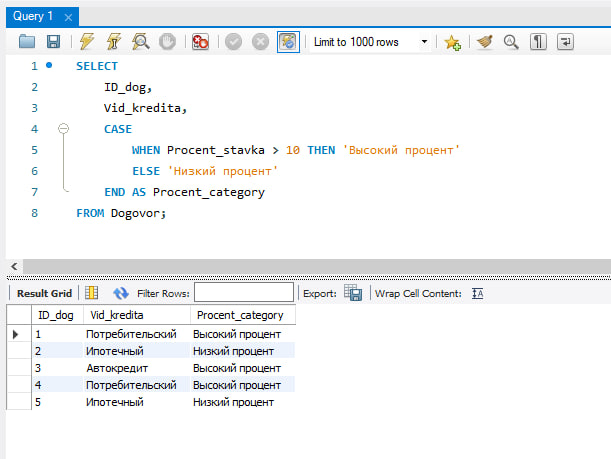 Query 1
Limit to 1000 rows
1 SELECT
2 ID_dog,
3 Vid_kredita,
4 CASE
5 WHEN Procent_stavka > 10 THEN 'Высокий процент'
6 ELSE 'Низкий процент'
7 END AS Procent_category
8 FROM Dogovor;
Result Grid Filter Rows: Export: Wrap Cell Content:
ID_dog Vid_kredita Procent_category
1 Потребительский Высокий процент
2 Ипотечный Низкий процент
3 Автокредит Высокий процент
4 Потребительский Высокий процент
5 Ипотечный Низкий процент